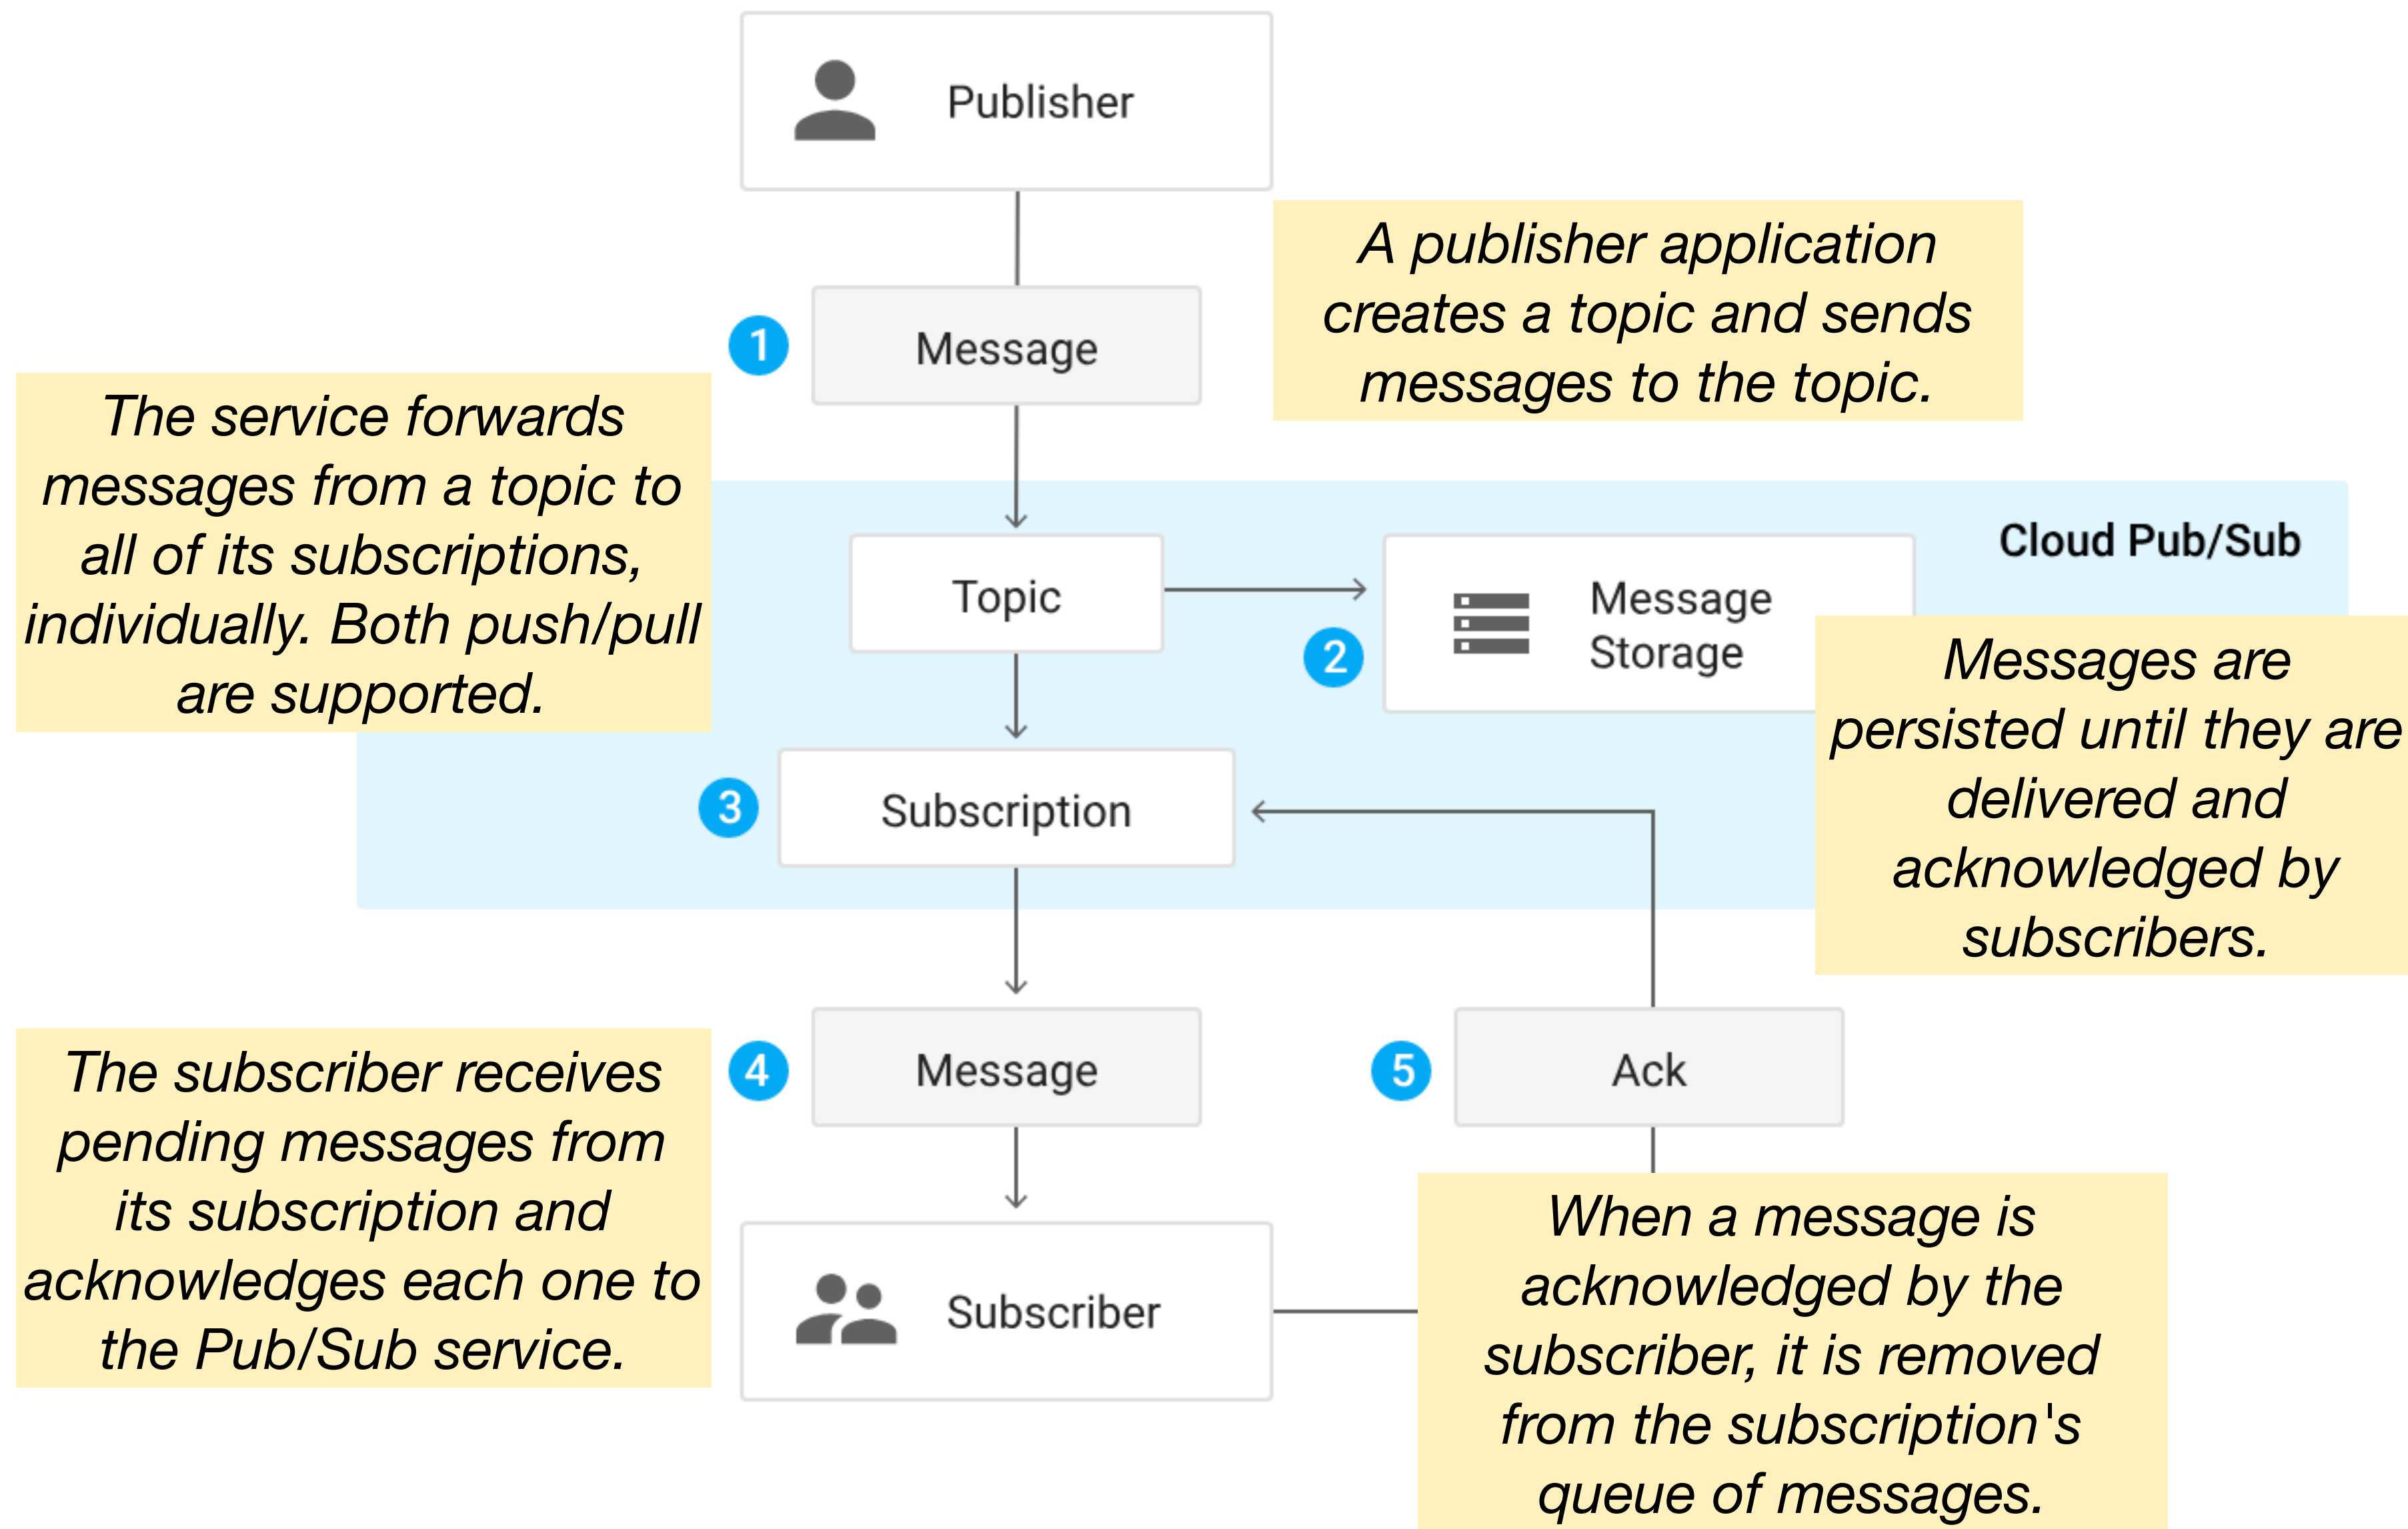 Publisher
A publisher application
creates a topic and sends
messages to the topic.
1
Message
The service forwards
messages from a topic to
all of its subscriptions,
individually. Both push/pull
are supported.
Cloud Pub/Sub
Topic
2
Message
Storage
Messages are
persisted until they are
delivered and
acknowledged by
subscribers.
3
Subscription
The subscriber receives
pending messages from
its subscription and
acknowledges each one to
the Pub/Sub service.
4
Message
5
Ack
Subscriber
When a message is
acknowledged by the
subscriber, it is removed
from the subscription's
queue of messages.